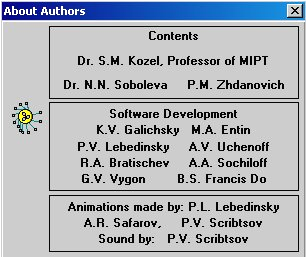 About Authors
Contents
Dr. S.M. Kozel, Professor of MIPT
Dr. N.N. Soboleva P.M. Zhdanovich
Software Development
K.V. Galichsky M.A. Entin
P.V. Lebedinsky A.V. Uchenoff
R.A. Bratischev A.A. Sochiloff
G.V. Vygon B.S. Francis Do
Animations made by: P.L. Lebedinsky
A.R. Safarov, P.V. Scribtsov
Sound by: P.V. Scribtsov